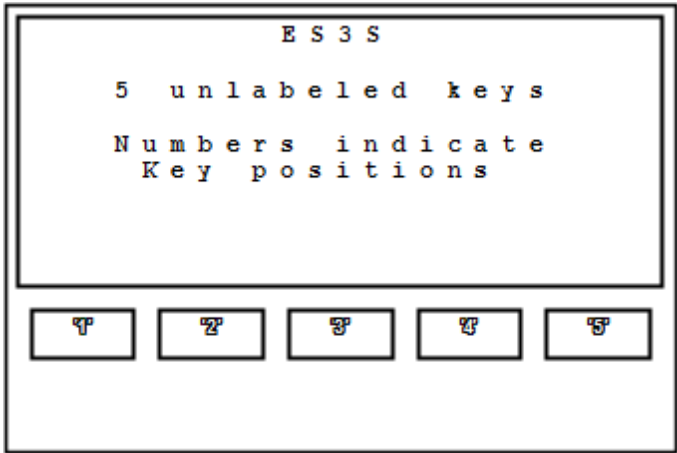 ES3S
5 unlabeled keys
Numbers indicate
Key positions
1 2 3 4 5